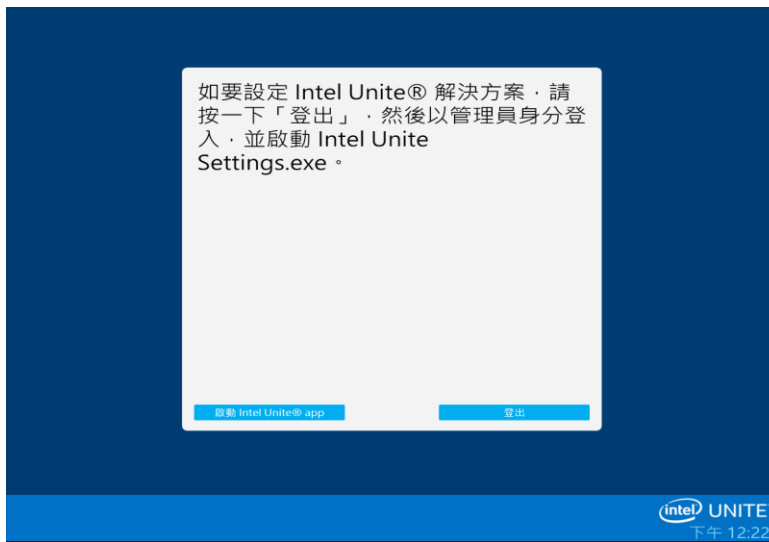 如要設定 Intel Unite® 解決方案，請
按一下「登出」，然後以管理員身分登
入，並啟動 Intel Unite
Settings.exe。
啟動 Intel Unite® app
登出
intel UNITE
下午 12:22